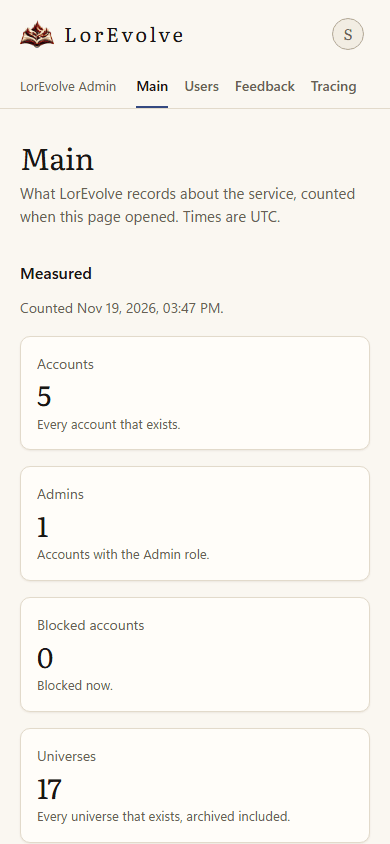 LorEvolve
S
LorEvolve Admin Main Users Feedback Tracing
Main
What LorEvolve records about the service, counted
when this page opened. Times are UTC.
Measured
Counted Nov 19, 2026, 03:47 PM.
Accounts
5
Every account that exists.
Admins
1
Accounts with the Admin role.
Blocked accounts
0
Blocked now.
Universes
17
Every universe that exists, archived included.